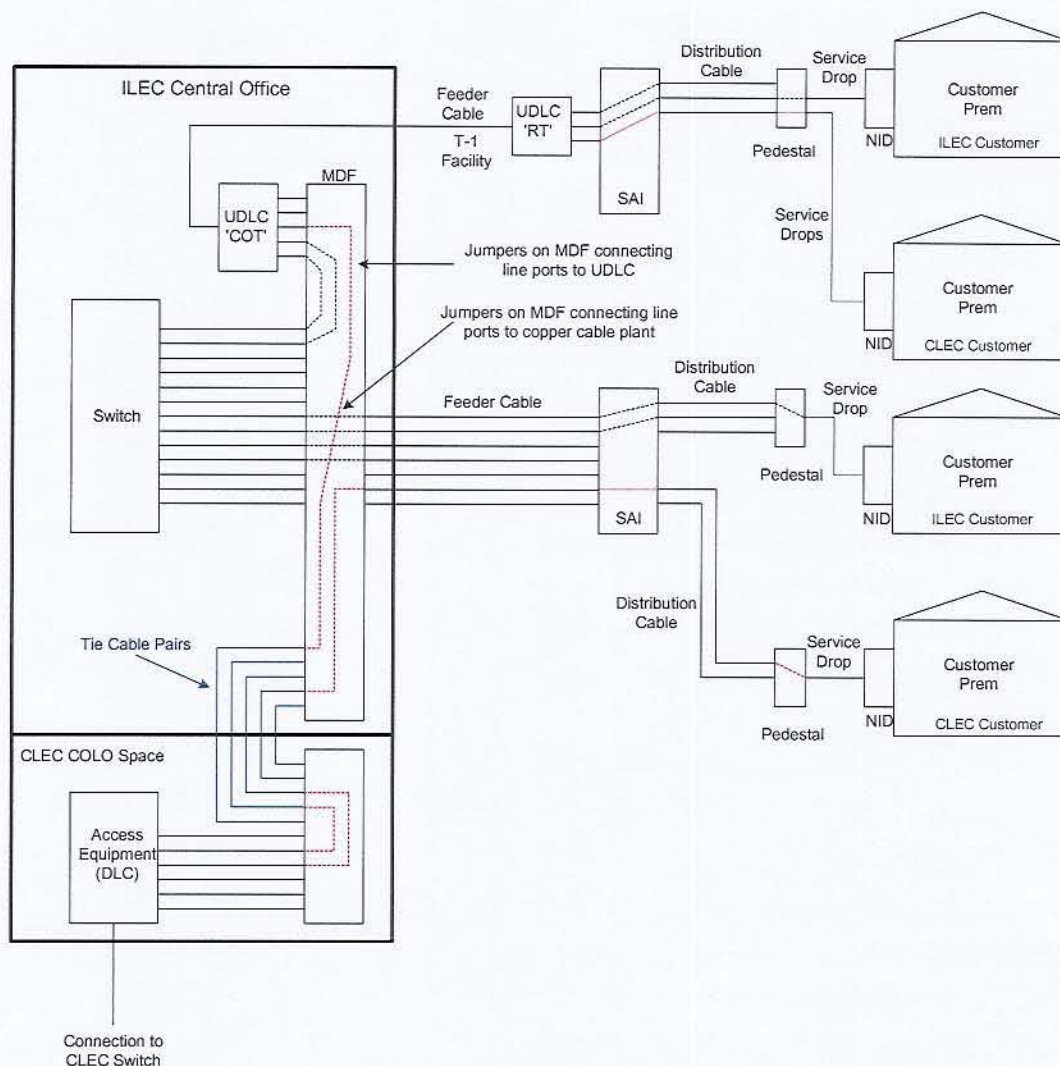 ILEC Central Office
Feeder
Cable
T-1
Facility
UDLC
'RT'
SAI
Distribution
Cable
Pedestal
Service
Drop
NID
Customer
Prem
ILEC Customer
MDF
UDLC
'COT'
Jumpers on MDF connecting
line ports to UDLC
Service
Drops
NID
Customer
Prem
CLEC Customer
Jumpers on MDF connecting line
ports to copper cable plant
Switch
Feeder Cable
SAI
Distribution
Cable
Pedestal
Service
Drop
NID
Customer
Prem
ILEC Customer
Distribution
Cable
Pedestal
Service
Drop
NID
Customer
Prem
CLEC Customer
Tie Cable Pairs
CLEC COLO Space
Access
Equipment
(DLC)
Connection to
CLEC Switch